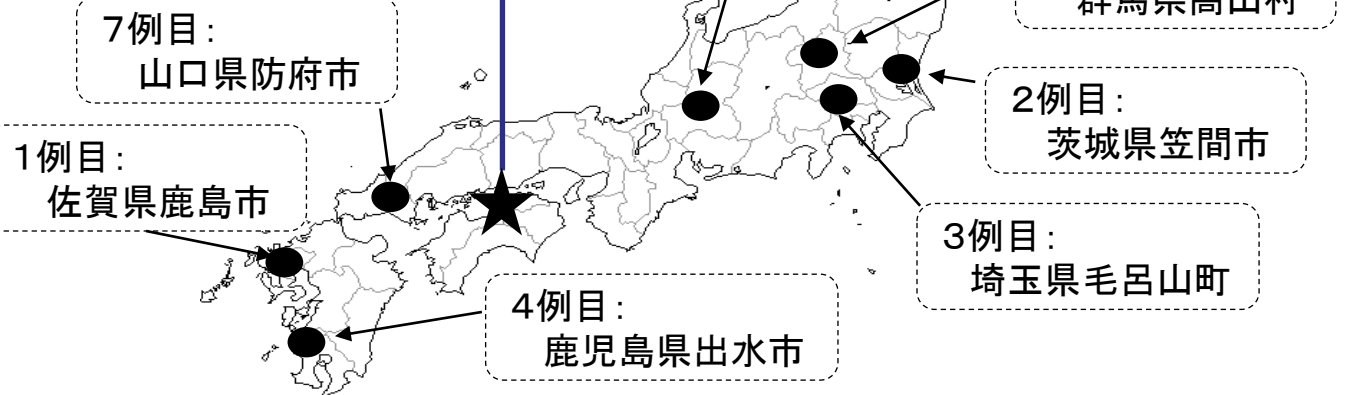 7例目：
山口県防府市
群馬県高山村
2例目：
茨城県笠間市
1例目：
佐賀県鹿島市
3例目：
埼玉県毛呂山町
4例目：
鹿児島県出水市